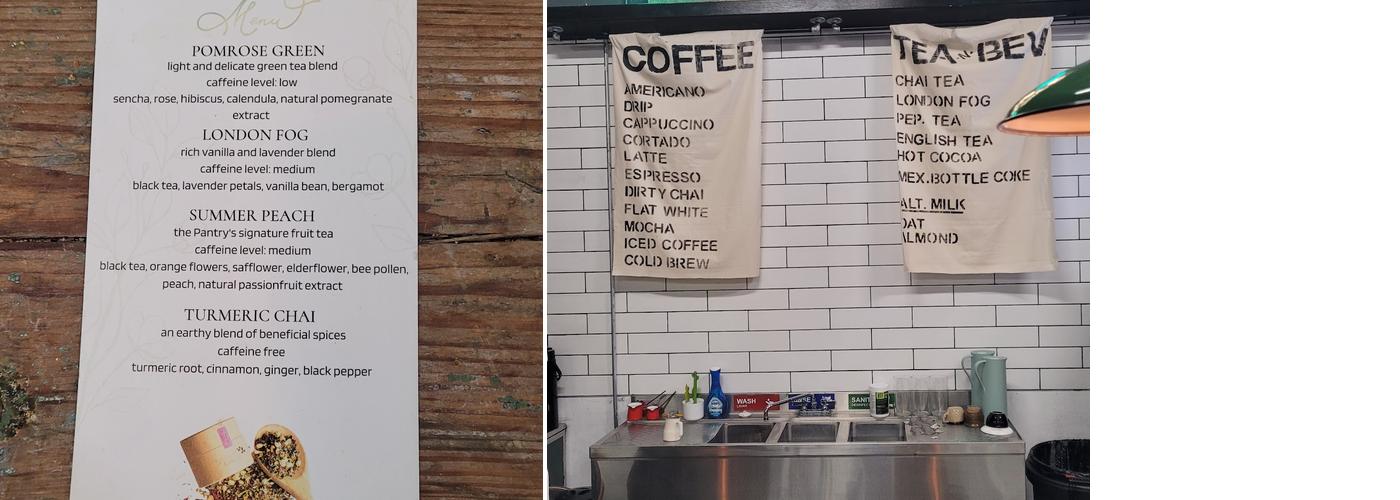 Menu
POMROSE GREEN
light and delicate green tea blend
caffeine level: low
sencha, rose, hibiscus, calendula, natural pomegranate
extract
LONDON FOG
rich vanilla and lavender blend
caffeine level: medium
black tea, lavender petals, vanilla bean, bergamot
SUMMER PEACH
the Pantry's signature fruit tea
caffeine level: medium
black tea, orange flowers, safflower, elderflower, bee pollen,
peach, natural passionfruit extract
TURMERIC CHAI
an earthy blend of beneficial spices
caffeine free
turmeric root, cinnamon, ginger, black pepper
COFFEE
AMERICANO
DRIP
CAPPUCCINO
CORTADO
LATTE
ESPRESSO
DIRTY CHAI
FLAT WHITE
MOCHA
ICED COFFEE
COLD BREW
TEA N BEV
CHAI TEA
LONDON FOG
PEP. TEA
ENGLISH TEA
HOT COCOA
MEX.BOTTLE COKE
ALT. MILK
OAT
ALMOND
WASH